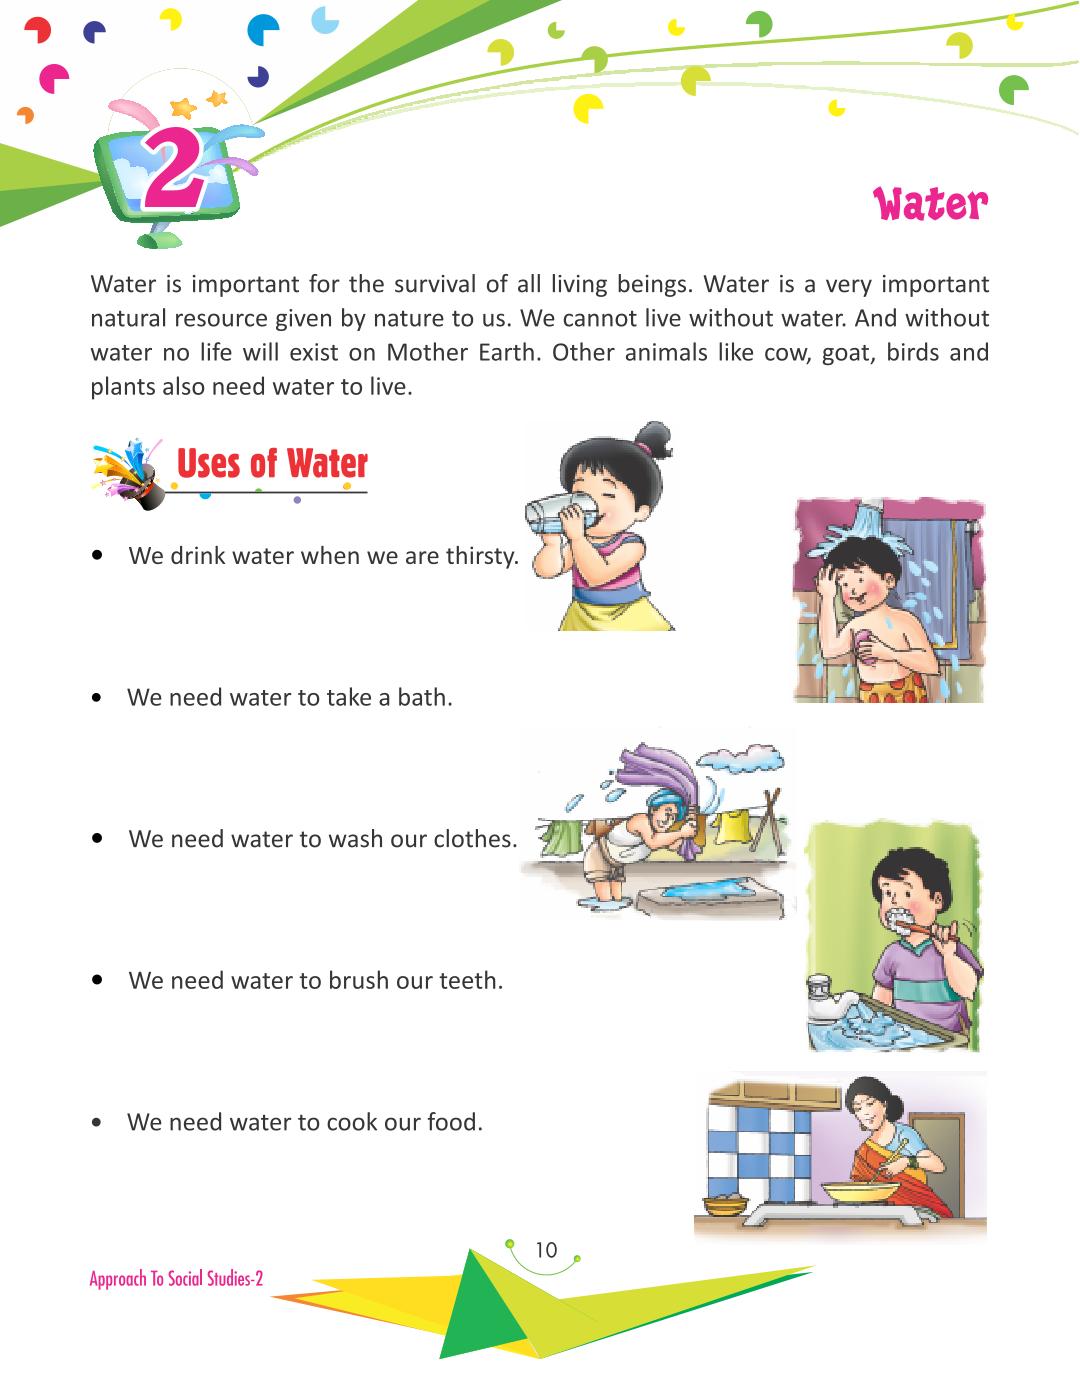 2
Water
Water is important for the survival of all living beings. Water is a very important
natural resource given by nature to us. We cannot live without water. And without
water no life will exist on Mother Earth. Other animals like cow, goat, birds and
plants also need water to live.
Uses of Water
• We drink water when we are thirsty.
• We need water to take a bath.
• We need water to wash our clothes.
• We need water to brush our teeth.
• We need water to cook our food.
10
Approach To Social Studies-2